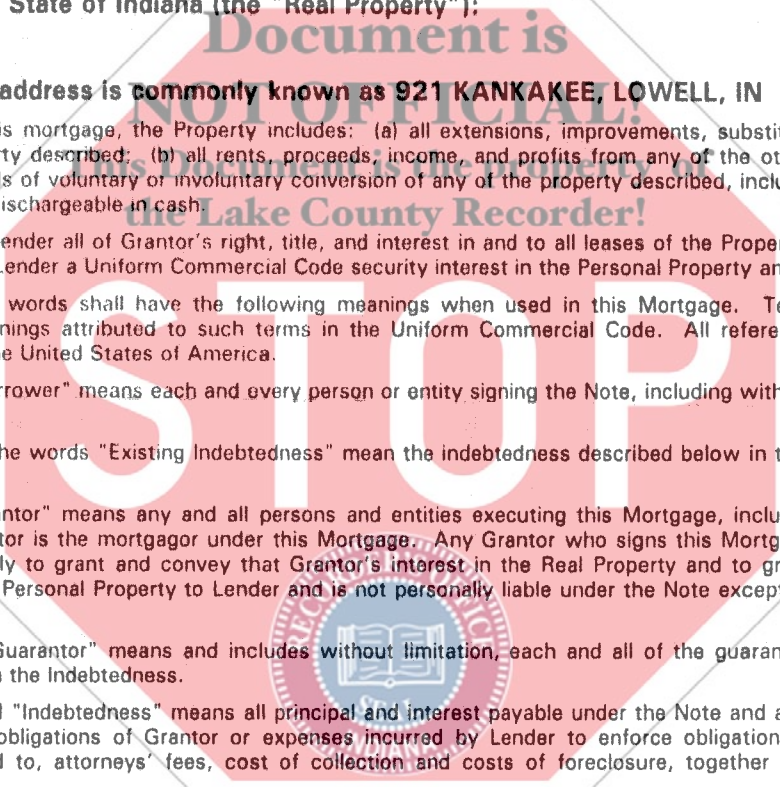 State of Indiana (the "Real Property"):
Document is
address is commonly known as 921 KANKAKEE, LOWELL, IN
NOT OFFICIAL!
is mortgage, the Property includes: (a) all extensions, improvements, substit
rty described; (b) all rents, proceeds, income, and profits from any of the ot
This Document is the property of
ls of voluntary or involuntary conversion of any of the property described, inclu
ischargeable in cash.
the Lake County Recorder!
ender all of Grantor's right, title, and interest in and to all leases of the Proper
Lender a Uniform Commercial Code security interest in the Personal Property an
words shall have the following meanings when used in this Mortgage. Te
nings attributed to such terms in the Uniform Commercial Code. All refere
e United States of America.
rrower" means each and every person or entity signing the Note, including with
STOP
he words "Existing Indebtedness" mean the indebtedness described below in t
antor" means any and all persons and entities executing this Mortgage, inclu
tor is the mortgagor under this Mortgage. Any Grantor who signs this Mortg
ly to grant and convey that Grantor's interest in the Real Property and to gr
Personal Property to Lender and is not personally liable under the Note except
Guarantor" means and includes without limitation, each and all of the guaran
n the Indebtedness.
d "Indebtedness" means all principal and interest payable under the Note and a
obligations of Grantor or expenses incurred by Lender to enforce obligation
d to, attorneys' fees, cost of collection and costs of foreclosure, together
RECORDER'S OFFICE
SEAL
INDIANA